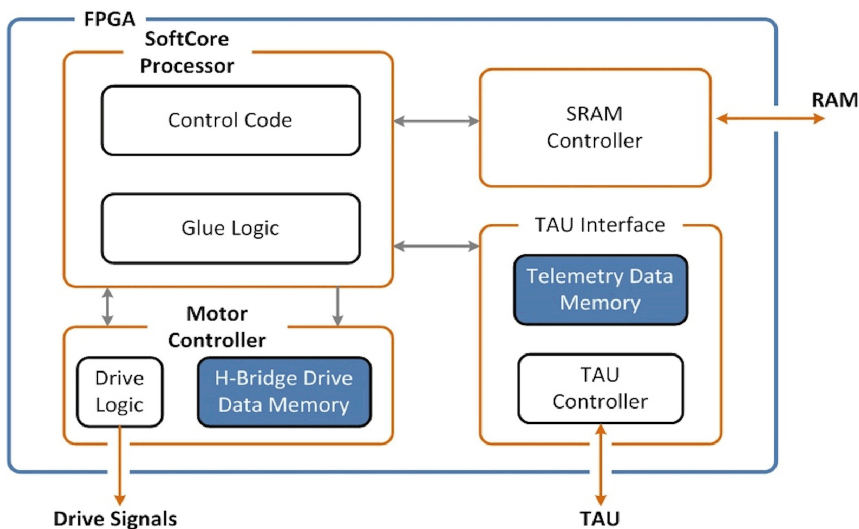 FPGA
SoftCore
Processor
Control Code
Glue Logic
SRAM
Controller
RAM
TAU Interface
Telemetry Data
Memory
TAU
Controller
Motor
Controller
Drive
Logic
H-Bridge Drive
Data Memory
Drive Signals
TAU